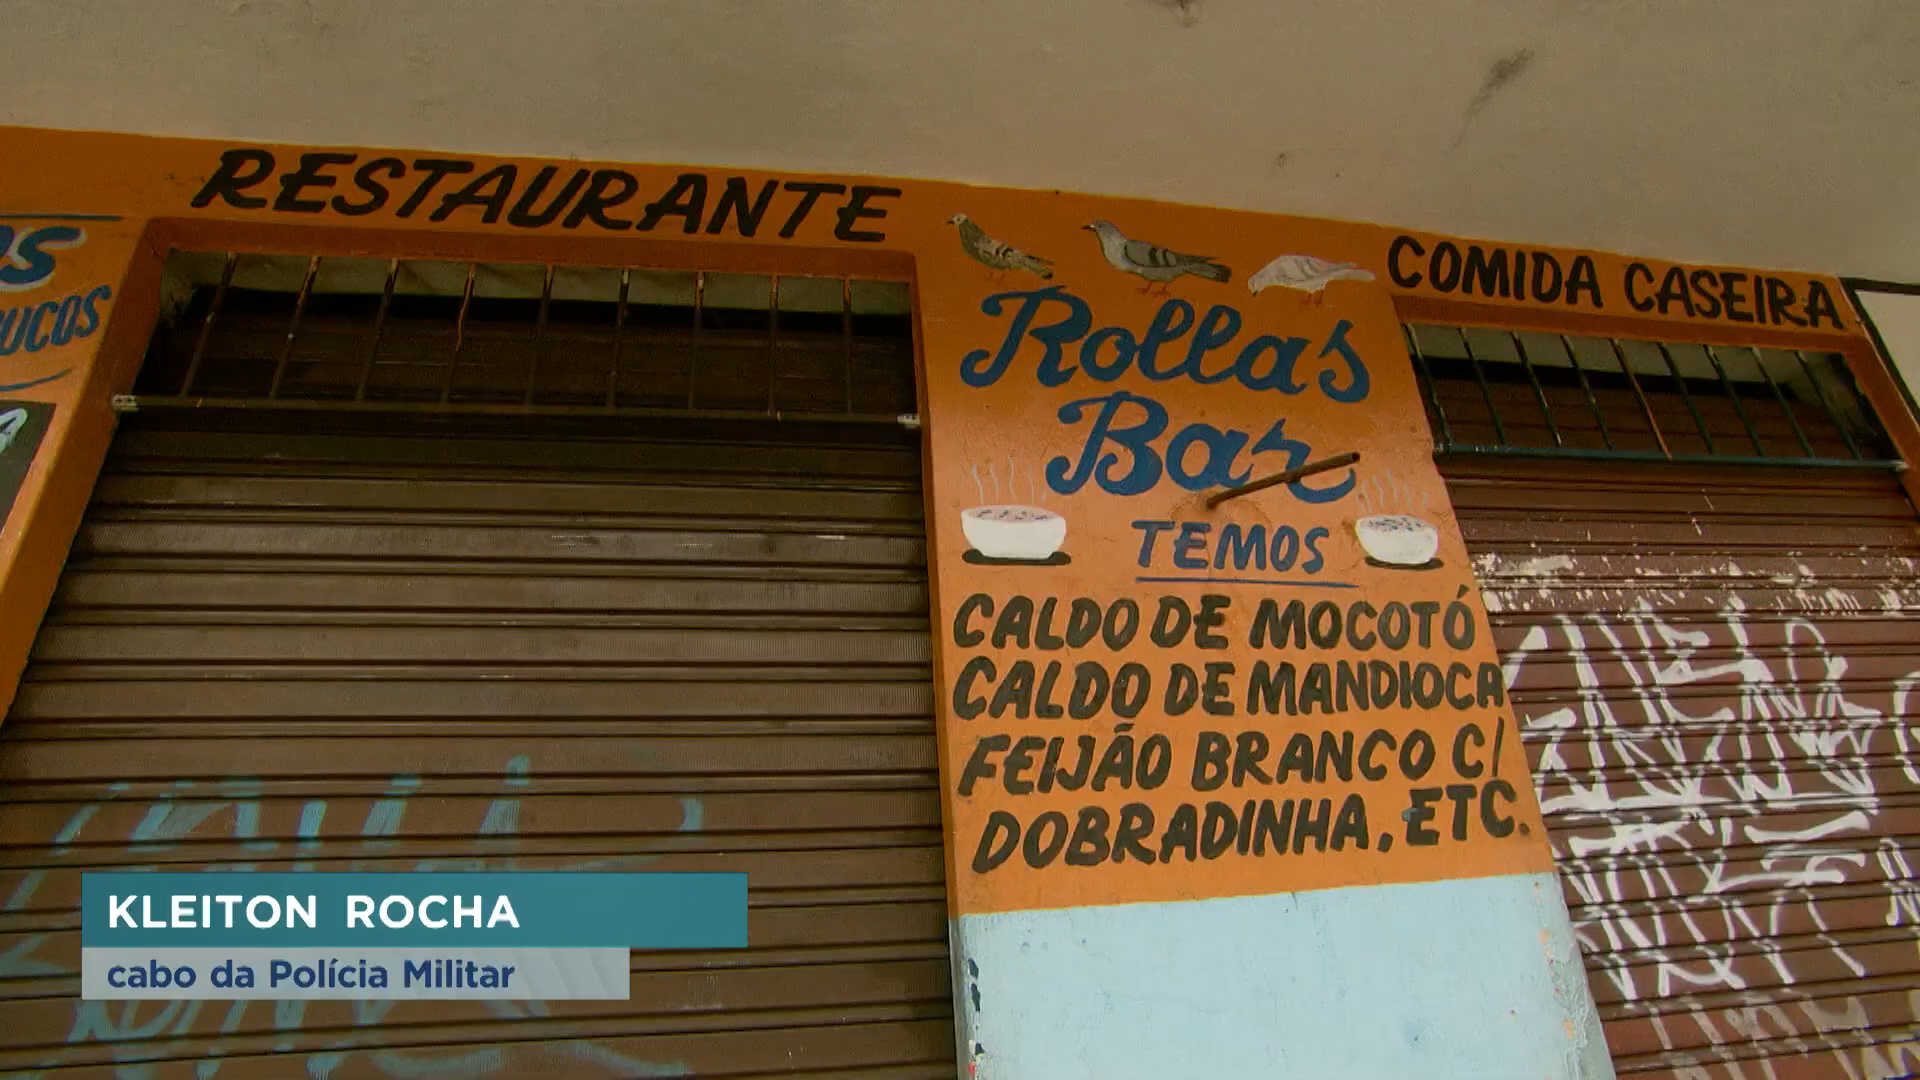 RESTAURANTE
COMIDA CASEIRA
Rollas
Bar
TEMOS
CALDO DE MOCOTÓ
CALDO DE MANDIOCA
FEIJÃO BRANCO C/
DOBRADINHA, ETC.
KLEITON ROCHA
cabo da Polícia Militar